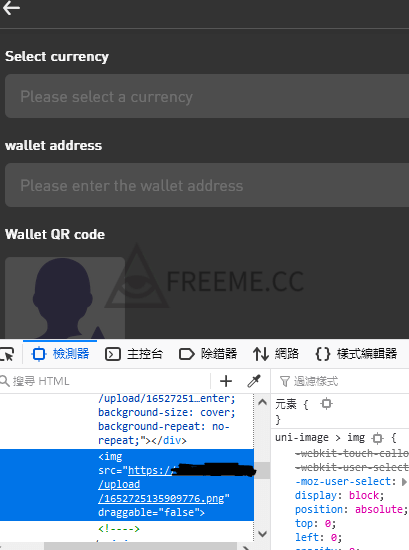 Select currency
Please select a currency
wallet address
Please enter the wallet address
Wallet QR code
FREEME.CC
檢測器
主控台
除錯器
網路
樣式編輯器
搜尋 HTML
過濾樣式
/upload/16527251…enter;
background-size: cover;
background-repeat: no-
repeat;"></div>
<img
src="https:
/upload
/1652725135909776.png"
draggable="false">
<!---->
元素 {
}
uni-image > img {
-webkit-touch-callo
-webkit-user-select
-moz-user-select:
display: block;
position: absolute;
top: 0;
left: 0;